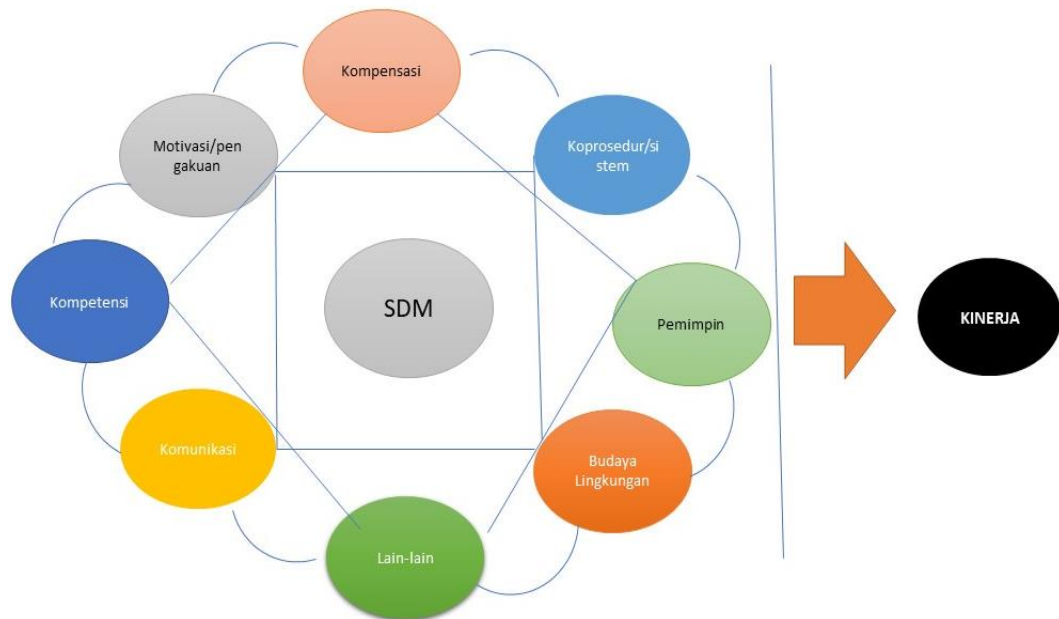 Kompensasi
Motivasi/pen
gakuan
Koprosedur/si
stem
Kompetensi
SDM
Pemimpin
KINERJA
Komunikasi
Budaya
Lingkungan
Lain-lain